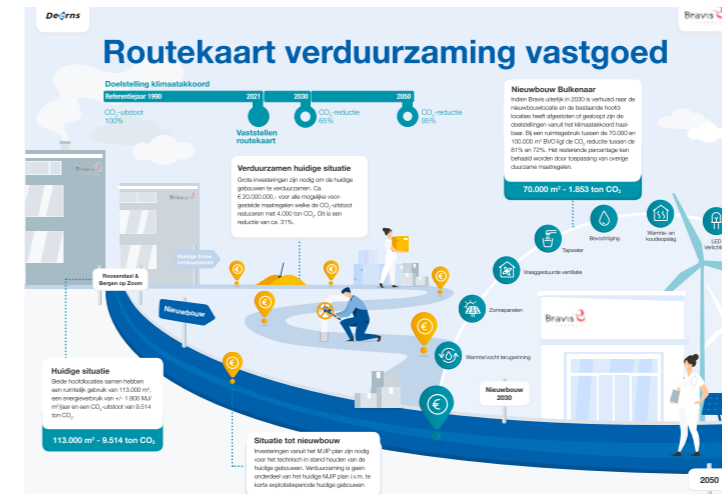 Deerns
Bravis
Routekaart verduurzaming vastgoed
Doelstelling klimaatakkoord
Referentiejaar 1990
2021
2030
2050
CO₂-uitstoot
100%
Vaststellen
routekaart
CO₂-reductie
65%
CO₂-reductie
95%
Nieuwbouw Bulkenaar
Indien Bravis uiterlijk in 2030 is verhuisd naar de
nieuwbouwlocatie en de bestaande hoofd-
locaties heeft afgestoten of gesloopt zijn de
doelstellingen vanuit het klimaatakkoord haal-
baar. Bij een ruimtegebruik tussen de 70.000 en
100.000 m² BVO ligt de CO₂ reductie tussen de
81% en 72%. Het resterende percentage kan
behaald worden door toepassing van overige
duurzame maatregelen.
70.000 m² - 1.853 ton CO₂
Verduurzamen huidige situatie
Grote investeringen zijn nodig om de huidige
gebouwen te verduurzamen. Ca.
€ 20.000.000,- voor alle mogelijke voor-
gestelde maatregelen welke de CO₂-uitstoot
reduceren met 4.000 ton CO₂. Dit is een
reductie van ca. 31%.
Bravis
Bravis
Huidige bouw
verduurzamen
Roosendaal &
Bergen op Zoom
Nieuwbouw
Warmte- en
koudeopslag
LED
Bevochtiging
Tapwater
Vraaggestuurde ventilatie
Zonnepanelen
Warmte/vocht terugwinning
Bravis
Huidige situatie
Beide hoofdlocaties samen hebben
een ruimtelijk gebruik van 113.000 m²,
een energieverbruik van +/- 1.900 MJ/
m²/jaar en een CO₂-uitstoot van 9.514
ton CO₂.
113.000 m² - 9.514 ton CO₂
Nieuwbouw
2030
Situatie tot nieuwbouw
Investeringen vanuit het MJIP plan zijn nodig
voor het technisch in stand houden van de
huidige gebouwen. Verduurzaming is geen
onderdeel van het huidige MJIP plan i.v.m. te
korte exploitatieperiode huidige gebouwen
2050